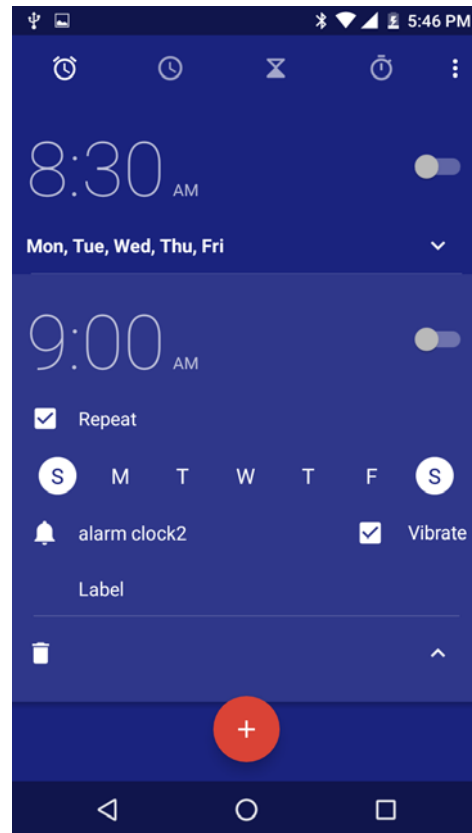 5:46 PM
8:30 AM
Mon, Tue, Wed, Thu, Fri
9:00 AM
Repeat
S M T W T F S
alarm clock2 Vibrate
Label